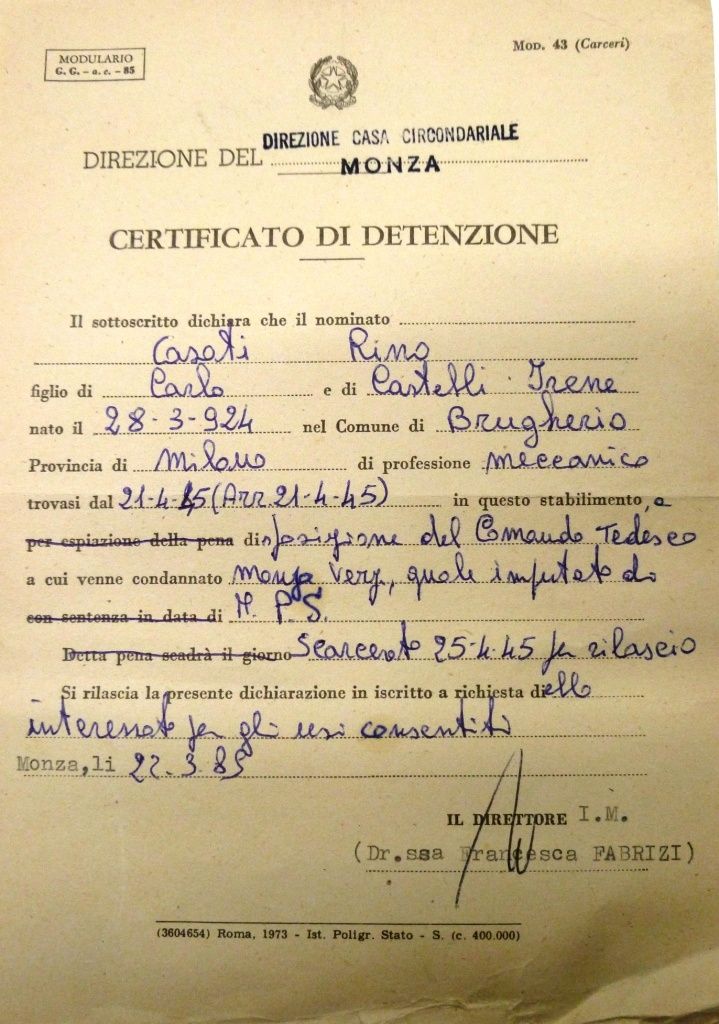 MODULARIO
G. G. - a. c. - 85
MOD. 43 (Carceri)
DIREZIONE DEL DIREZIONE CASA CIRCONDARIALE
MONZA
CERTIFICATO DI DETENZIONE
Il sottoscritto dichiara che il nominato
Casati Rino
figlio di Carlo e di Castelli Irene
nato il 28-3-924 nel Comune di Brugherio
Provincia di Milano di professione meccanico
trovasi dal 21-4-45 (Arr 21-4-45) in questo stabilimento, a
per espiazione della pena disposizione del Comando Tedesco
a cui venne condannato Monza quale imputato di
con sentenza in data di M. P. S.
Detta pena scadrà il giorno Scarcerato 25-4-45 per rilascio
Si rilascia la presente dichiarazione in iscritto a richiesta dello
interessato per gli usi consentiti
Monza, li 22.3.85
IL DIRETTORE I.M.
(Dr.ssa Francesca FABRIZI)
(3604654) Roma, 1973 - Ist. Poligr. Stato - S. (c. 400.000)